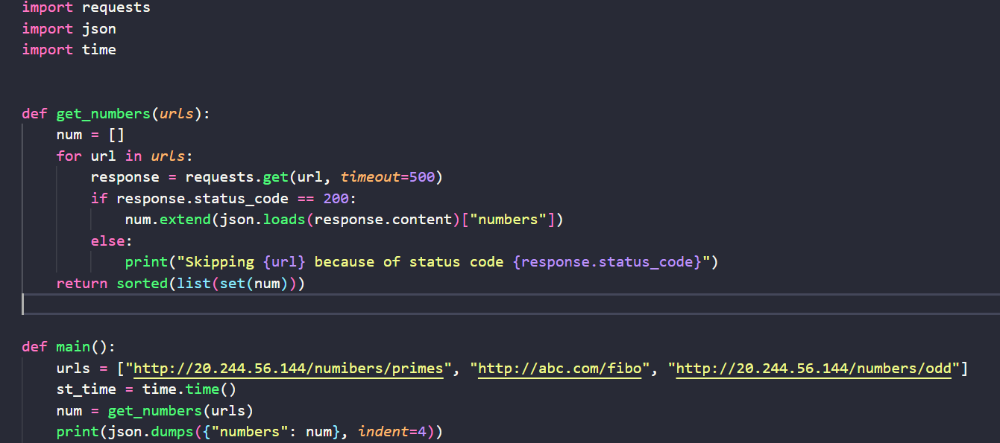 import requests
import json
import time
def get_numbers(urls):
    num = []
    for url in urls:
        response = requests.get(url, timeout=500)
        if response.status_code == 200:
            num.extend(json.loads(response.content)["numbers"])
        else:
            print("Skipping {url} because of status code {response.status_code}")
    return sorted(list(set(num)))
def main():
    urls = ["http://20.244.56.144/numibers/primes", "http://abc.com/fibo", "http://20.244.56.144/numbers/odd"]
    st_time = time.time()
    num = get_numbers(urls)
    print(json.dumps({"numbers": num}, indent=4))